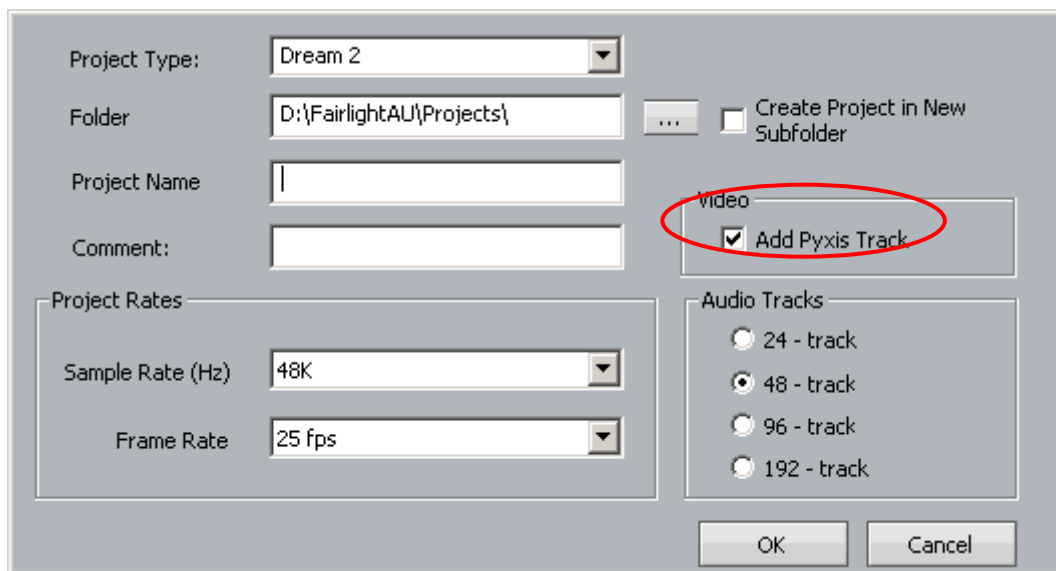 Project Type:
Dream 2
Folder
D:\FairlightAU\Projects\
...
Create Project in New
Subfolder
Project Name
Comment:
Video
Add Pyxis Track
Project Rates
Sample Rate (Hz)
48K
Frame Rate
25 fps
Audio Tracks
24 - track
48 - track
96 - track
192 - track
OK
Cancel